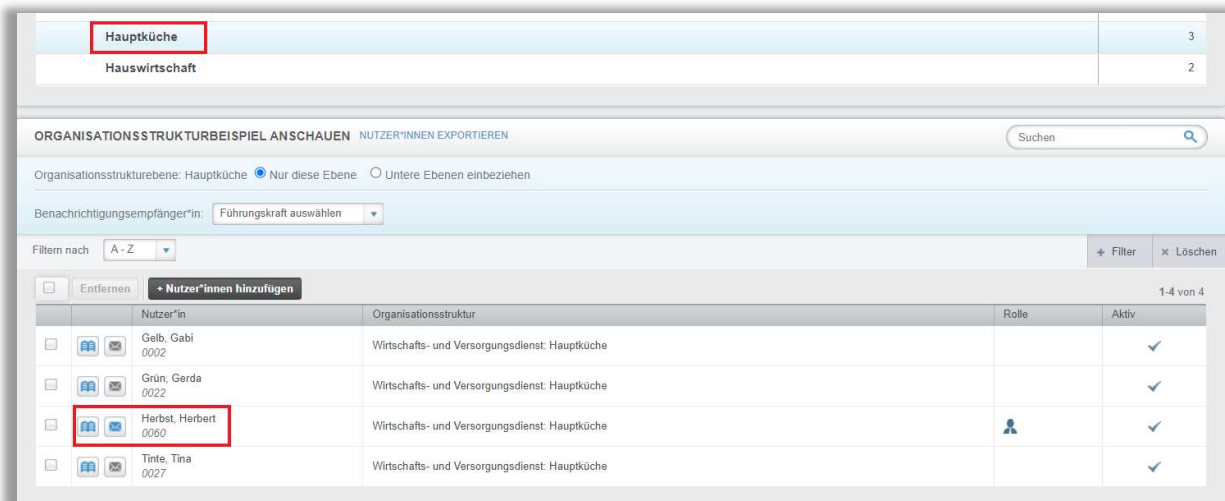 Hauptküche 3
Hauswirtschaft 2
ORGANISATIONSSTRUKTURBEISPIEL ANSCHAUEN NUTZER*INNEN EXPORTIEREN Suchen
Organisationsstrukturebene: Hauptküche Nur diese Ebene Untere Ebenen einbeziehen
Benachrichtigungsempfänger*in: Führungskraft auswählen
Filtern nach A - Z + Filter × Löschen
Entfernen + Nutzer*innen hinzufügen 1-4 von 4
Nutzer*in Organisationsstruktur Rolle Aktiv
Gelb, Gabi
0002 Wirtschafts- und Versorgungsdienst: Hauptküche
Grün, Gerda
0022 Wirtschafts- und Versorgungsdienst: Hauptküche
Herbst, Herbert
0060 Wirtschafts- und Versorgungsdienst: Hauptküche
Tinte, Tina
0027 Wirtschafts- und Versorgungsdienst: Hauptküche